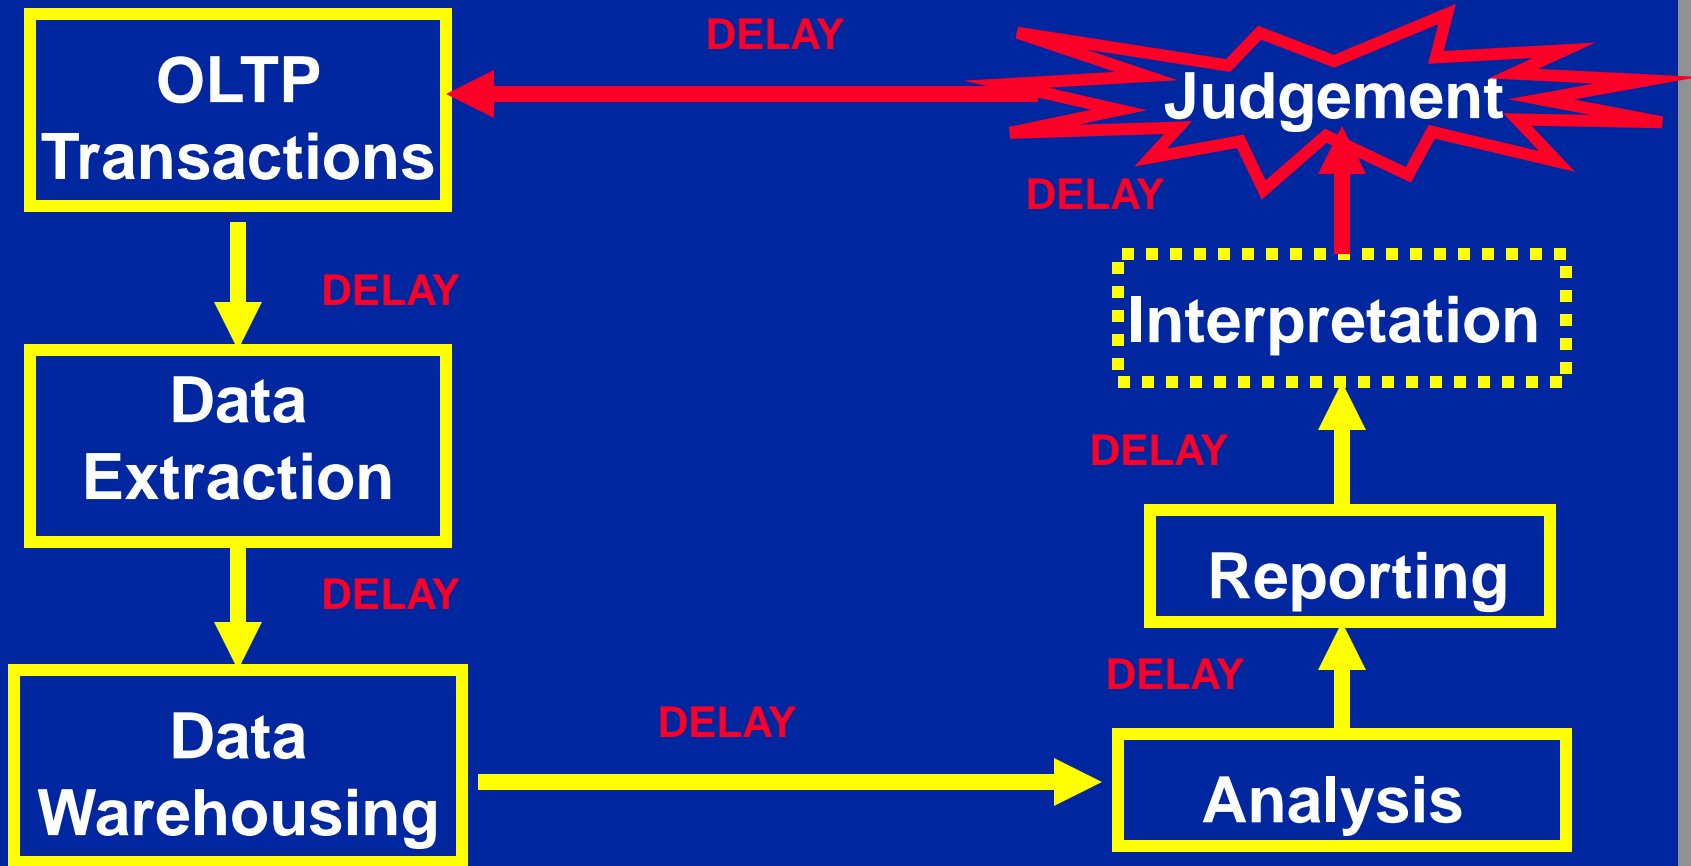 DELAY
OLTP
Transactions
Judgement
DELAY
DELAY
Interpretation
Data
Extraction
DELAY
Reporting
DELAY
DELAY
DELAY
Data
Warehousing
Analysis